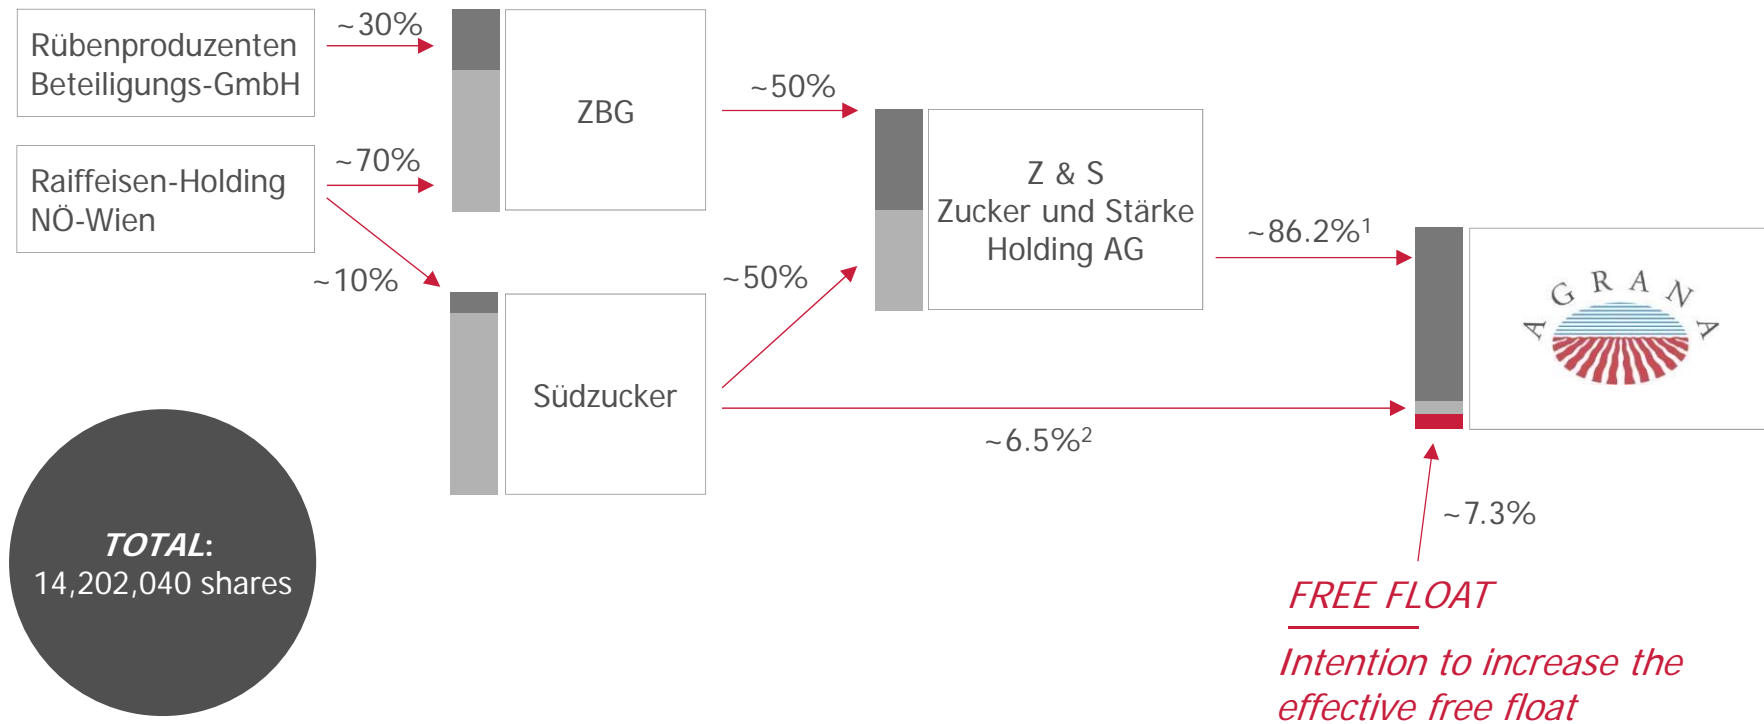 Rübenproduzenten
Beteiligungs-GmbH
~30%
ZBG
~50%
Raiffeisen-Holding
NÖ-Wien
~70%
~10%
Z & S
Zucker und Stärke
Holding AG
~86.2%¹
AGRANA
Südzucker
~50%
~6.5%²
~7.3%
TOTAL:
14,202,040 shares
FREE FLOAT
Intention to increase the
effective free float